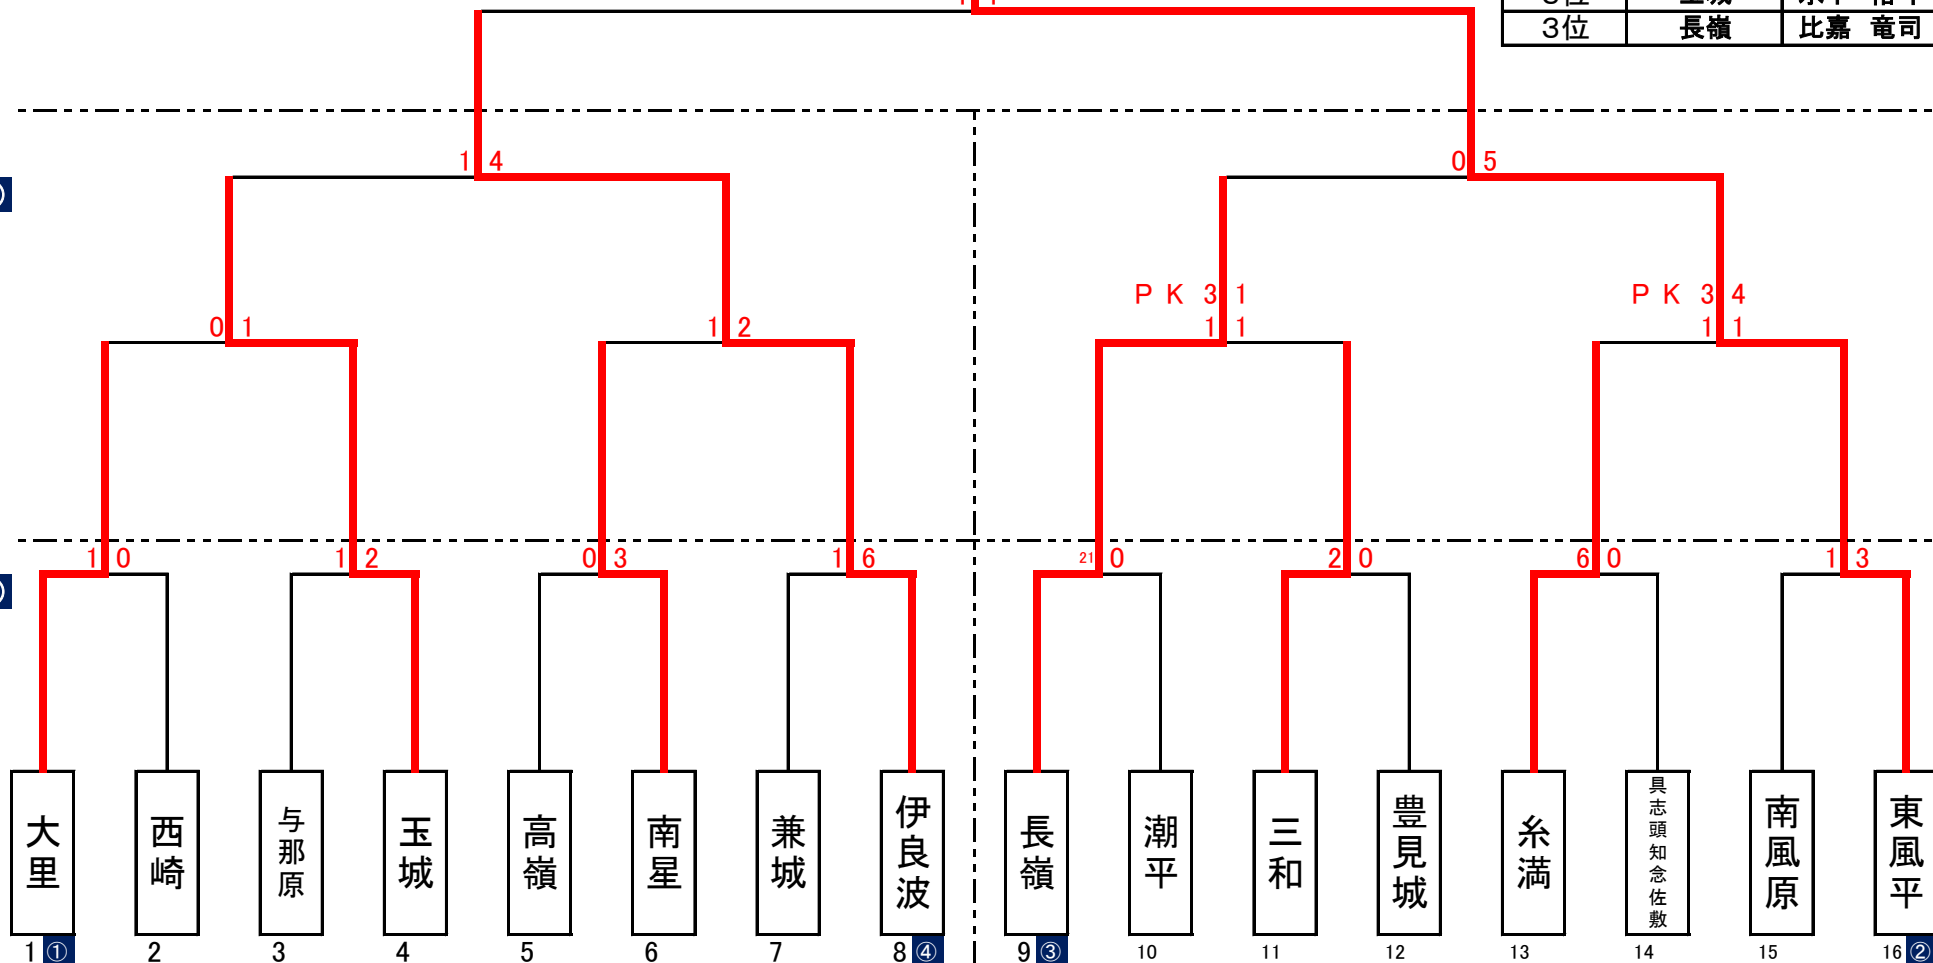 3位 長嶺 比嘉 竜司
1 4
0 5
PK 3 1
PK 3 4
0 1
1 2
1 1
1 1
1 0
1 2
0 3
1 6
21 0
2 0
6 0
1 3
大里
西崎
与那原
玉城
高嶺
南星
兼城
伊良波
長嶺
潮平
三和
豊見城
糸満
具志頭知念佐敷
南風原
東風平
1 ①
2
3
4
5
6
7
8 ④
9 ③
10
11
12
13
14
15
16 ②